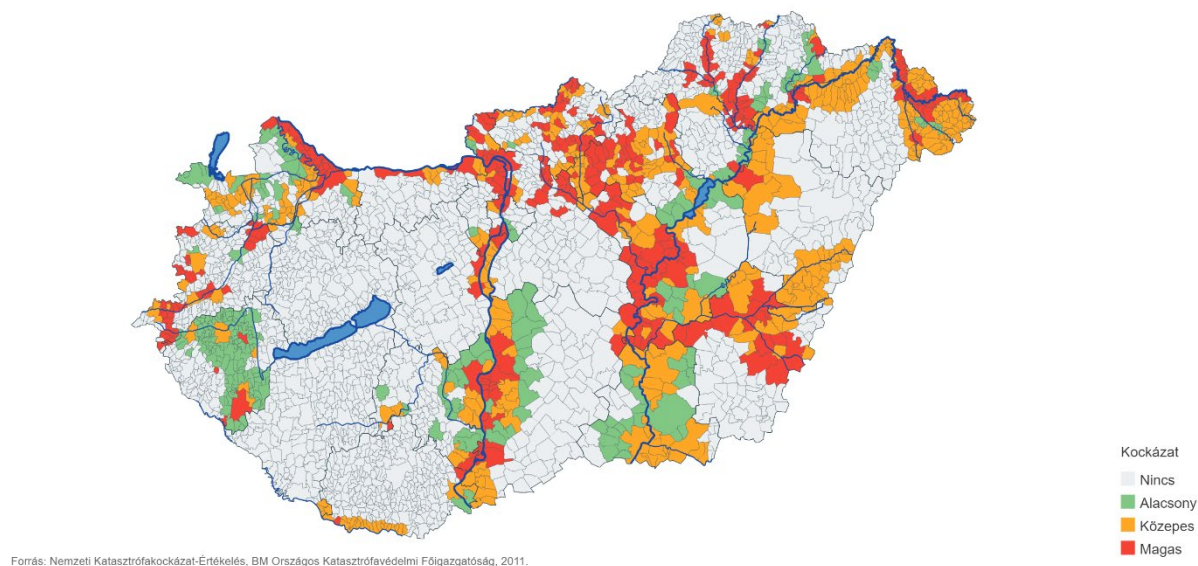 Kockázat
Nincs
Alacsony
Közepes
Magas
Forrás: Nemzeti Katasztrófakockázat-Értékelés, BM Országos Katasztrófavédelmi Főigazgatóság, 2011.